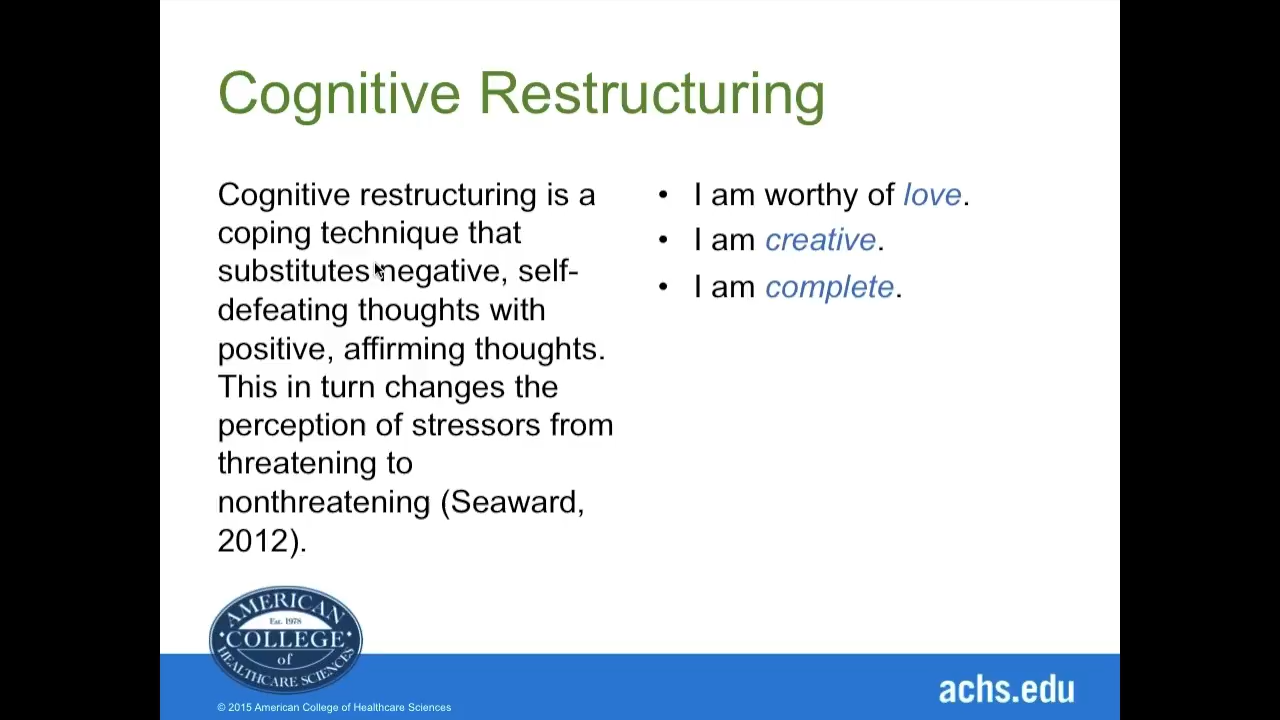 Cognitive Restructuring
Cognitive restructuring is a
coping technique that
substitutes negative, self-
defeating thoughts with
positive, affirming thoughts.
This in turn changes the
perception of stressors from
threatening to
nonthreatening (Seaward,
2012).
• I am worthy of love.
• I am creative.
• I am complete.
AMERICAN
Est. 1978
COLLEGE
of
HEALTHCARE SCIENCES
achs.edu
© 2015 American College of Healthcare Sciences